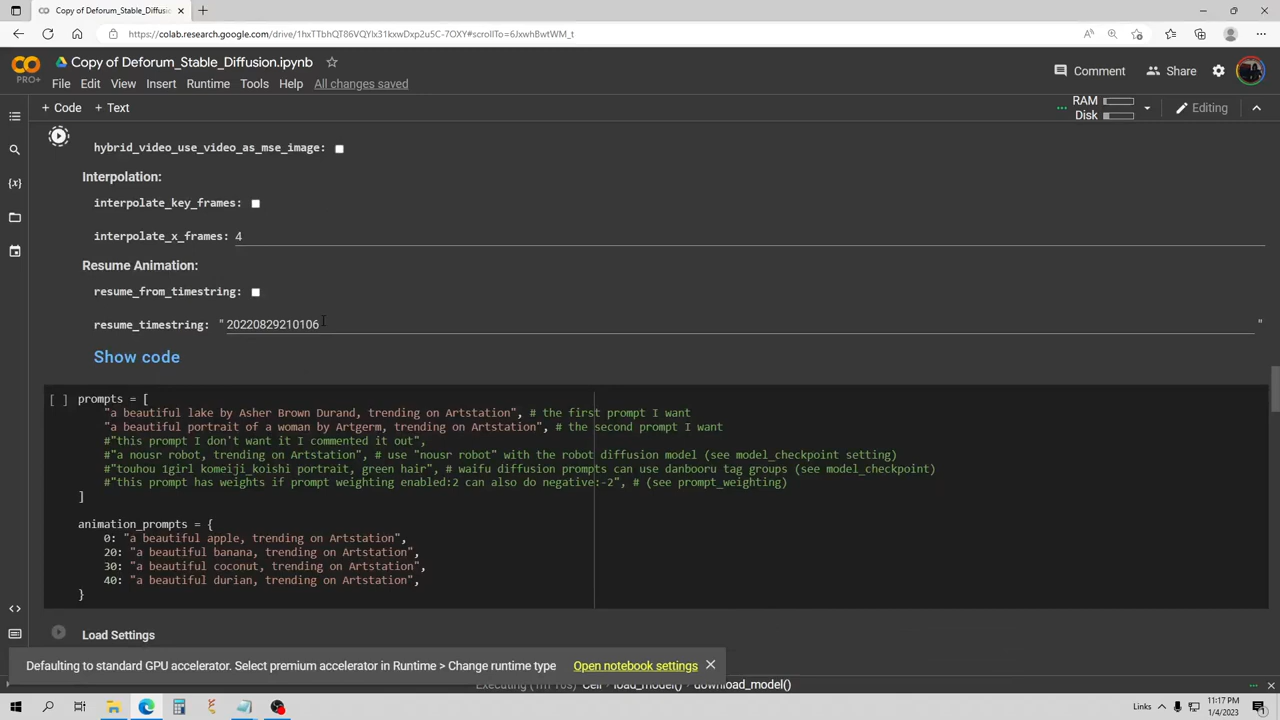 Copy of Deforum_Stable_Diffusion
https://colab.research.google.com/drive/1hxTTbhQT86VQYlx31kxwDxp2uSC-7OXY#scrollTo=6JxwhBwtWM_t
Copy of Deforum_Stable_Diffusion.ipynb
PRO+
File Edit View Insert Runtime Tools Help All changes saved
Comment Share
+ Code + Text
RAM
Disk
Editing
hybrid_video_use_video_as_mse_image:
Interpolation:
interpolate_key_frames:
interpolate_x_frames: 4
Resume Animation:
resume_from_timestring:
resume_timestring: "20220829210106 "
Show code
[ ] prompts = [
"a beautiful lake by Asher Brown Durand, trending on Artstation", # the first prompt I want
"a beautiful portrait of a woman by Artgerm, trending on Artstation", # the second prompt I want
#"this prompt I don't want it I commented it out",
#"a nousr robot, trending on Artstation", # use "nousr robot" with the robot diffusion model (see model_checkpoint setting)
#"touhou 1girl komeiji_koishi portrait, green hair", # waifu diffusion prompts can use danbooru tag groups (see model_checkpoint)
#"this prompt has weights if prompt weighting enabled:2 can also do negative:-2", # (see prompt_weighting)
]
animation_prompts = {
0: "a beautiful apple, trending on Artstation",
20: "a beautiful banana, trending on Artstation",
30: "a beautiful coconut, trending on Artstation",
40: "a beautiful durian, trending on Artstation",
}
Load Settings
Defaulting to standard GPU accelerator. Select premium accelerator in Runtime > Change runtime type Open notebook settings
Cell > load_model() > download_model()
Links
11:17 PM
1/4/2023